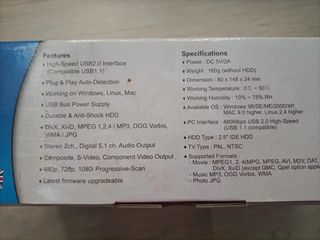 Features
♦ High-Speed USB2.0 Interface
(Compatible USB1.1)
♦ Plug & Play Auto-Detection
♦ Working on Windows, Linux, Mac
♦ USB Bus Power Supply
♦ Durable & Anti-Shock HDD
♦ DivX, XviD, MPEG 1,2,4 / MP3, OGG Vorbis,
WMA / JPG
♦ Stereo 2ch., Digital 5.1 ch. Audio Output
♦ Composite, S-Video, Component Video Output
♦ 480p, 720p, 1080i Progressive-Scan
♦ Latest firmware upgradeable
Specifications
♦ Power : DC 5V/2A
♦ Weight : 160g (without HDD)
♦ Dimension : 80 x 148 x 24 mm
♦ Working Temperature : 0˚C ~ 50˚C
♦ Working Humidity : 10% ~ 75% RH
♦ Available OS : Windows 98/SE/ME/2000/XP,
MAC 9.0 higher, Linux 2.4 higher
♦ PC Interface : 480Mbps USB 2.0 High-Speed
(USB 1.1 compatible)
♦ HDD Type : 2.5" IDE HDD
♦ TV Type : PAL, NTSC
♦ Supported Formats :
- Movie : MPEG1, 2, 4(MPG, MPEG, AVI, M2V, DAT,
DivX, XviD (except GMC, Qpel option applied
- Music MP3, OGG Vorbis, WMA
- Photo JPG